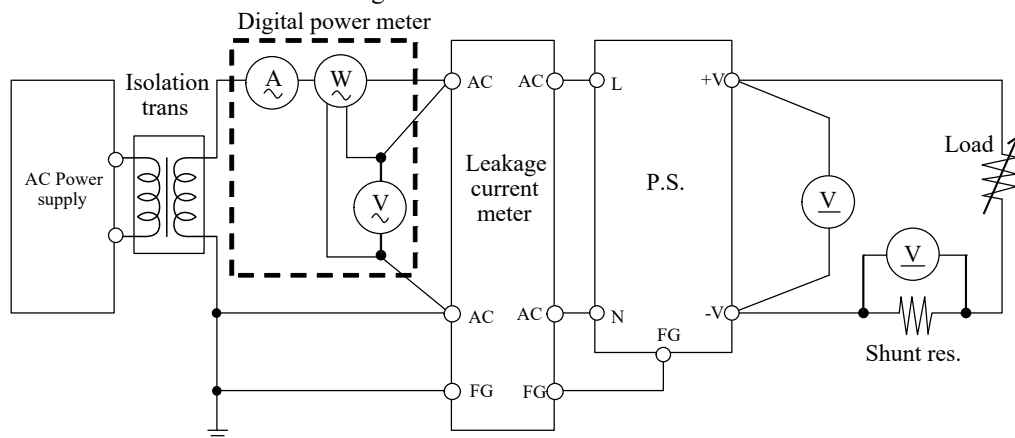 Digital power meter
Isolation
trans
AC Power
supply
A
W
V
AC
AC
FG
Leakage
current
meter
AC
AC
FG
L
N
P.S.
FG
+V
-V
V
Load
V
Shunt res.